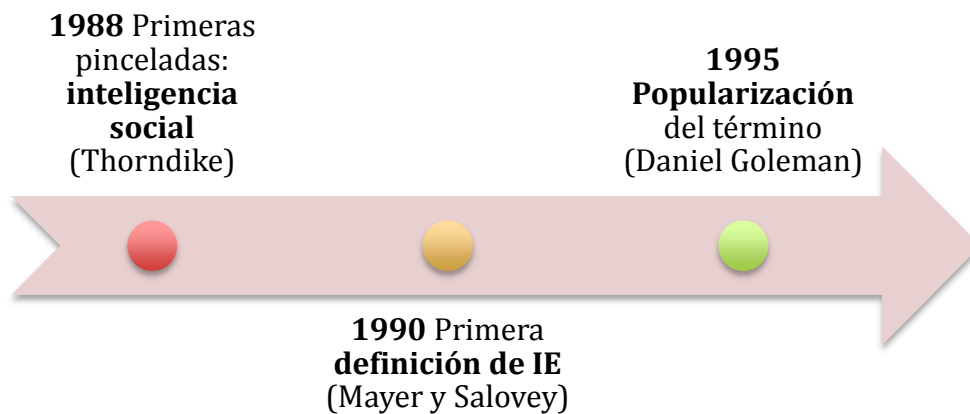 1988 Primeras
pinceladas:
inteligencia
social
(Thorndike)
1990 Primera
definición de IE
(Mayer y Salovey)
1995
Popularización
del término
(Daniel Goleman)